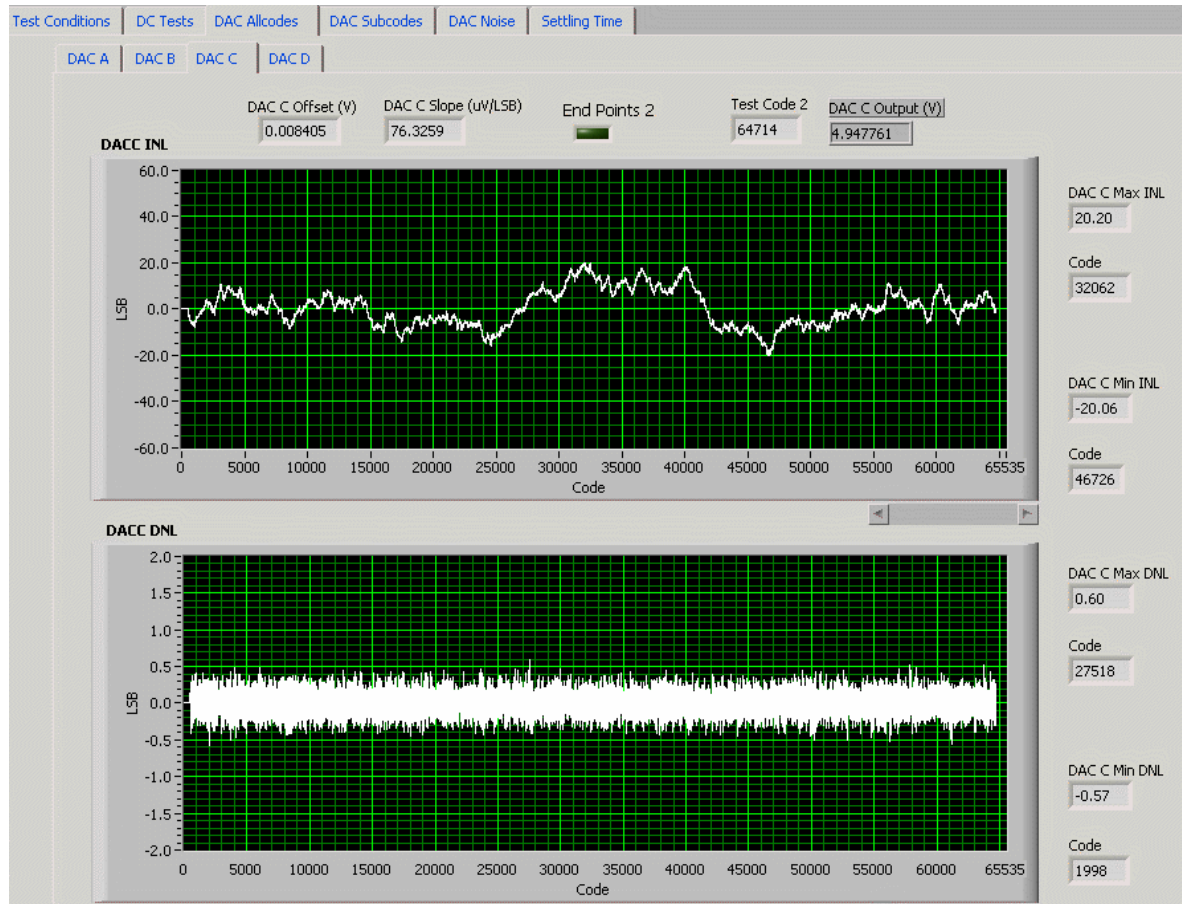 Test Conditions DC Tests DAC Allcodes DAC Subcodes DAC Noise Settling Time
DAC A DAC B DAC C DAC D
DAC C Offset (V) DAC C Slope (uV/LSB) End Points 2 Test Code 2 DAC C Output (V)
0.008405 76.3259 64714 4.947761
DACC INL
60.0
40.0
20.0
0.0
-20.0
-40.0
-60.0
LSB
0 5000 10000 15000 20000 25000 30000 35000 40000 45000 50000 55000 60000 65535
Code
DAC C Max INL
20.20
Code
32062
DAC C Min INL
-20.06
Code
46726
DACC DNL
2.0
1.5
1.0
0.5
0.0
-0.5
-1.0
-1.5
-2.0
LSB
0 5000 10000 15000 20000 25000 30000 35000 40000 45000 50000 55000 60000 65535
Code
DAC C Max DNL
0.60
Code
27518
DAC C Min DNL
-0.57
Code
1998